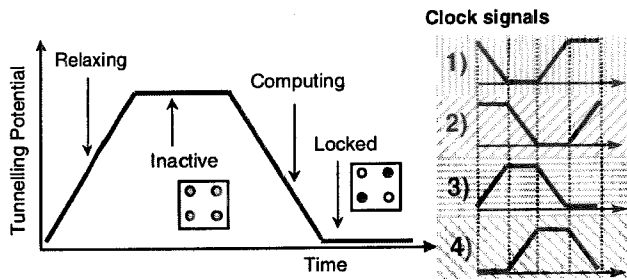 Clock signals
Tunnelling Potential
Relaxing
Inactive
Computing
Locked
Time
1)
2)
3)
4)